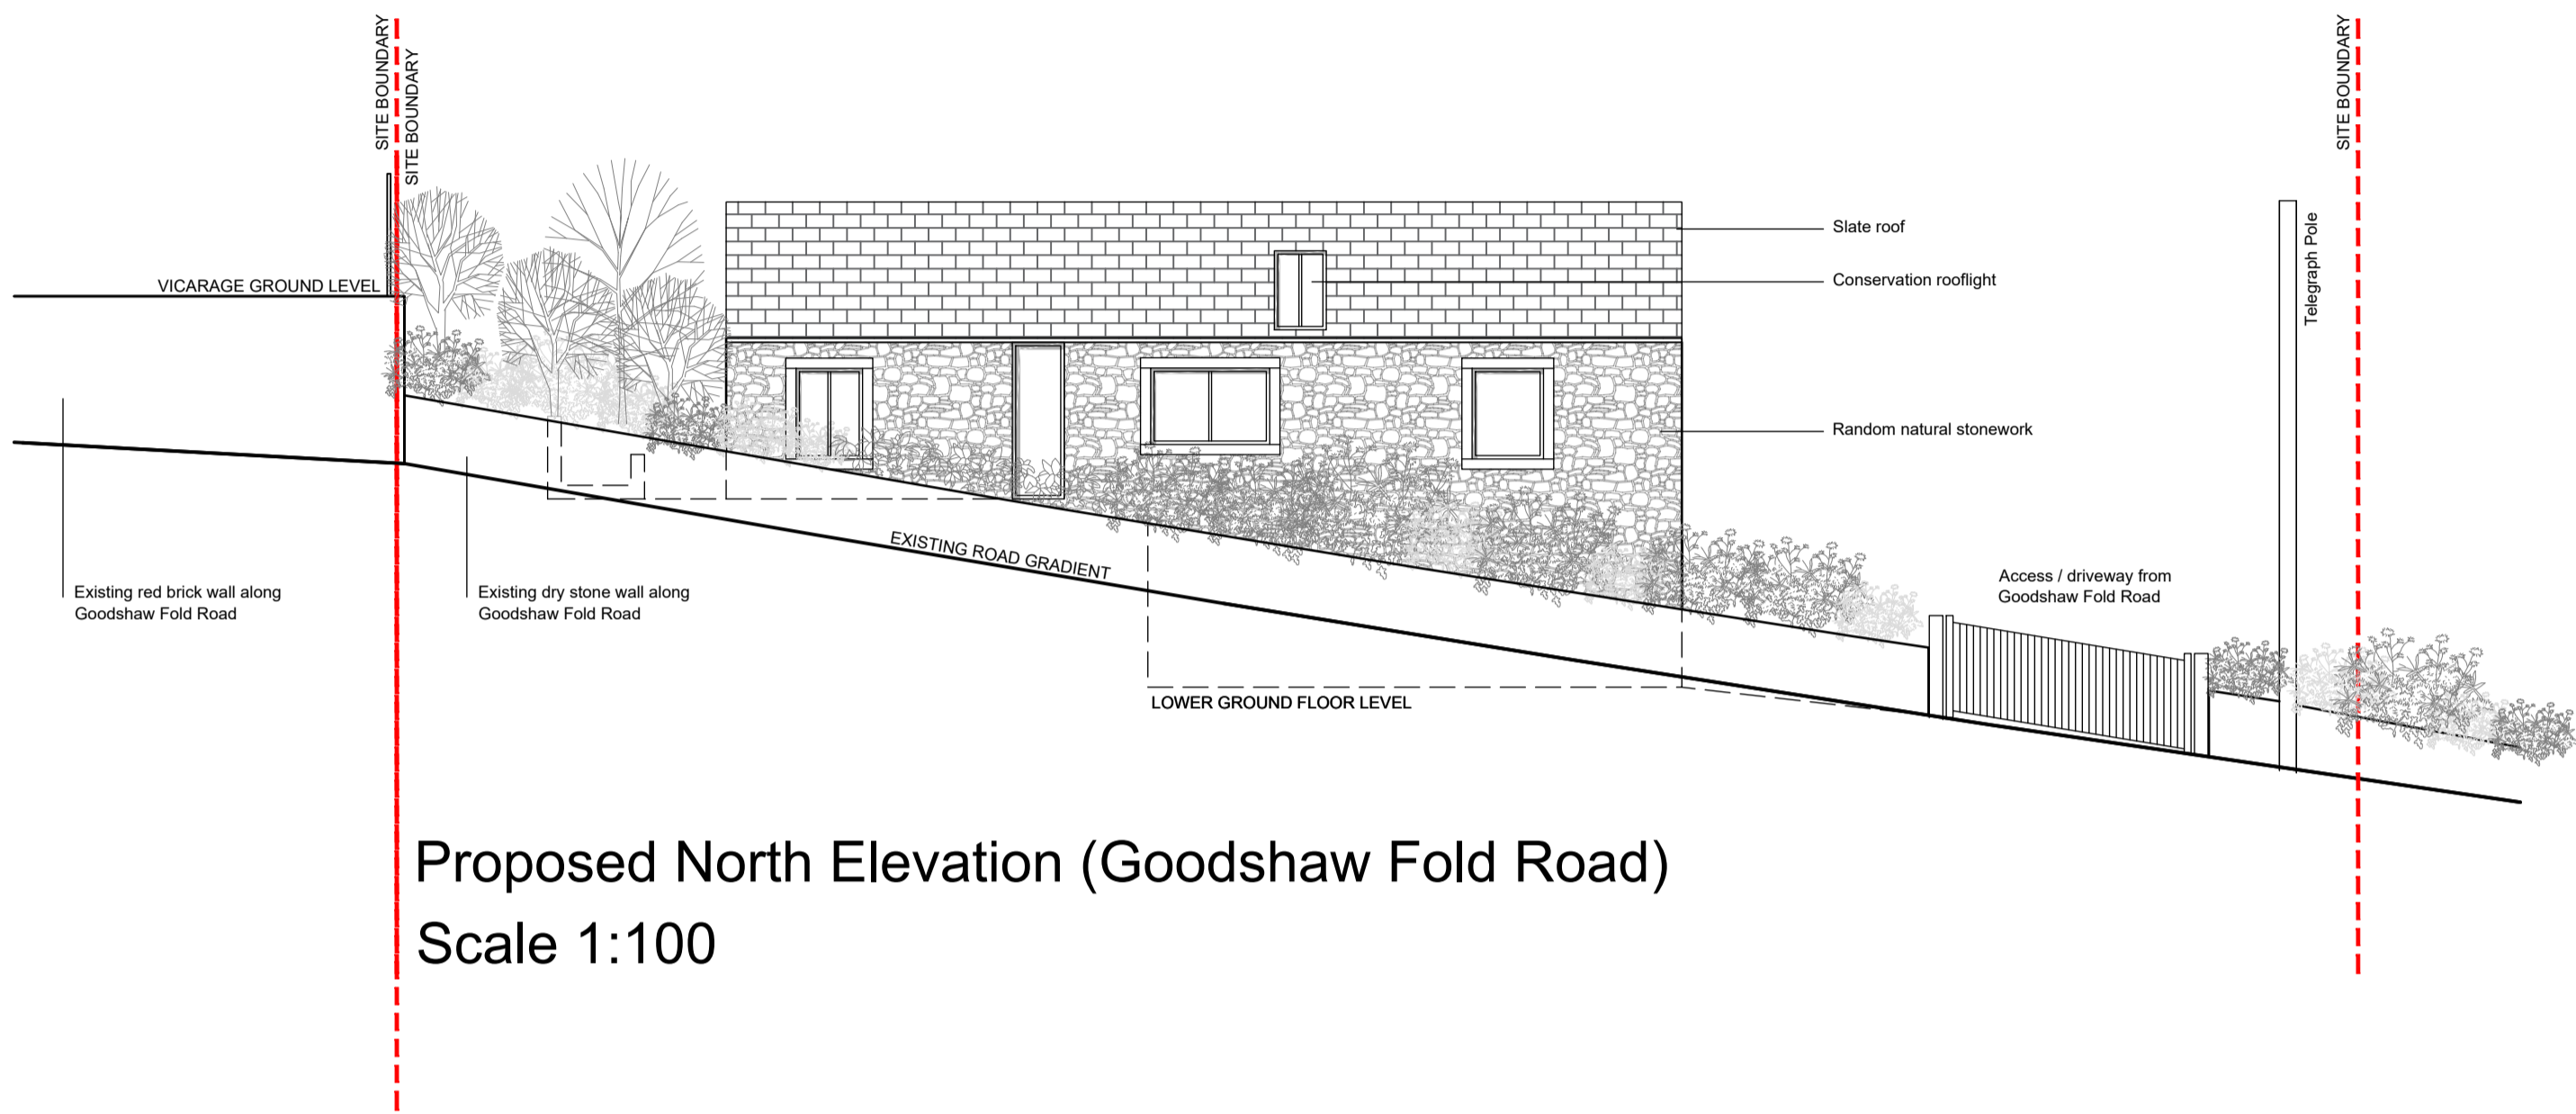 SITE BOUNDARY
SITE BOUNDARY
SITE BOUNDARY
VICARAGE GROUND LEVEL
Slate roof
Conservation rooflight
Telegraph Pole
Random natural stonework
EXISTING ROAD GRADIENT
Existing red brick wall along
Goodshaw Fold Road
Existing dry stone wall along
Goodshaw Fold Road
Access / driveway from
Goodshaw Fold Road
LOWER GROUND FLOOR LEVEL
Proposed North Elevation (Goodshaw Fold Road)
Scale 1:100